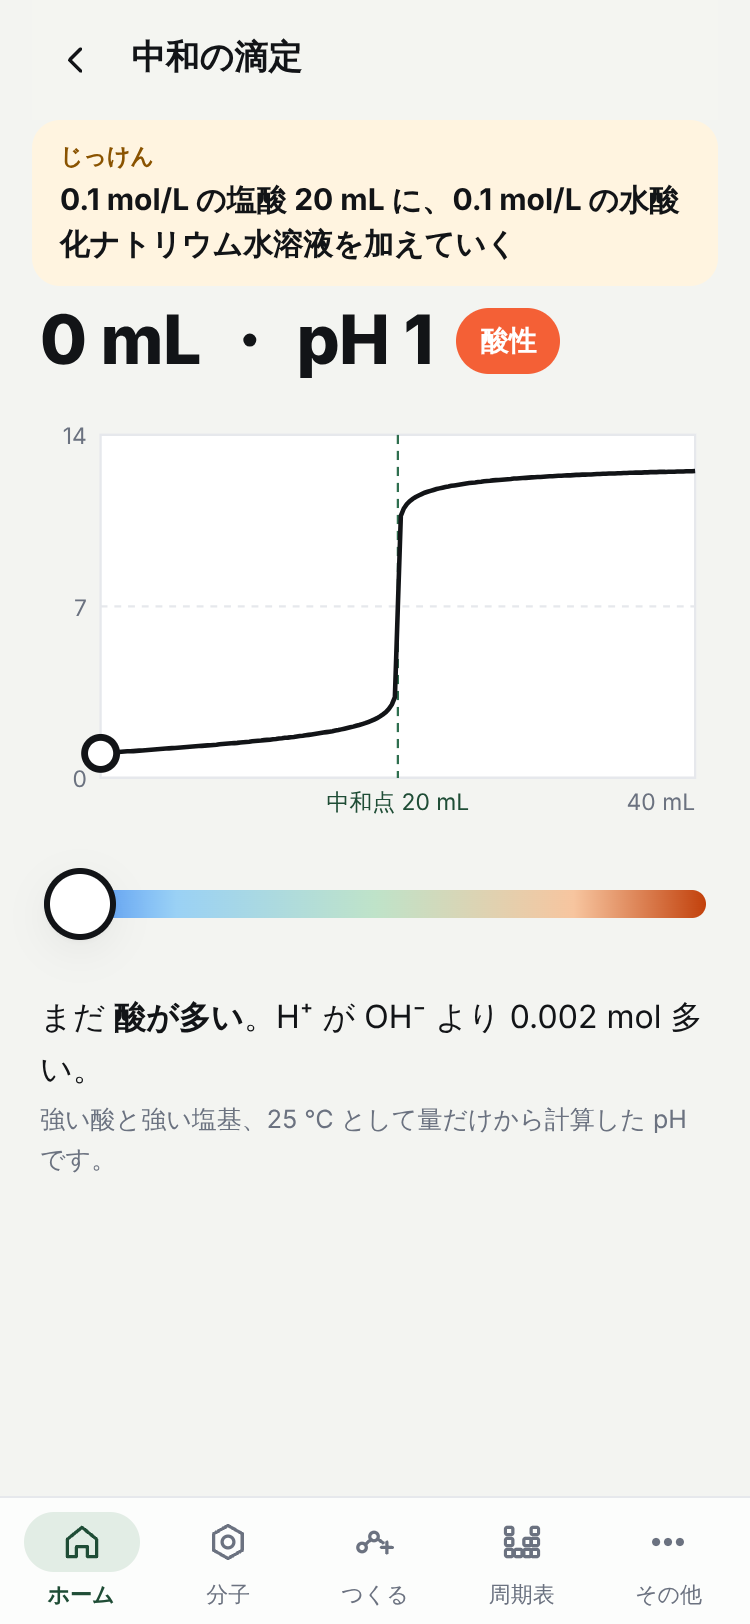 中和の滴定
じっけん
0.1 mol/L の塩酸 20 mL に、0.1 mol/L の水酸
化ナトリウム水溶液を加えていく
0 mL ・ pH 1 酸性
14
7
0
中和点 20 mL
40 mL
まだ 酸が多い。H⁺ が OH⁻ より 0.002 mol 多
い。
強い酸と強い塩基、25 °C として量だけから計算した pH
です。
ホーム
分子
つくる
周期表
その他